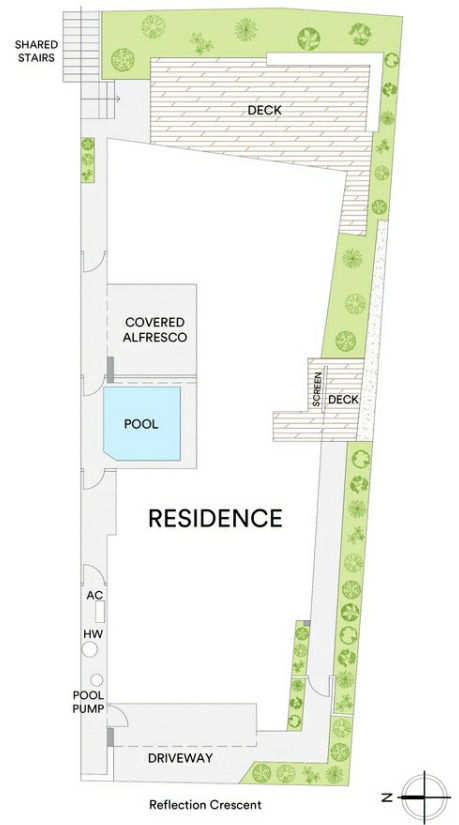 SHARED
STAIRS
DECK
COVERED
ALFRESCO
SCREEN
DECK
POOL
RESIDENCE
AC
HW
POOL
PUMP
DRIVEWAY
Reflection Crescent
N